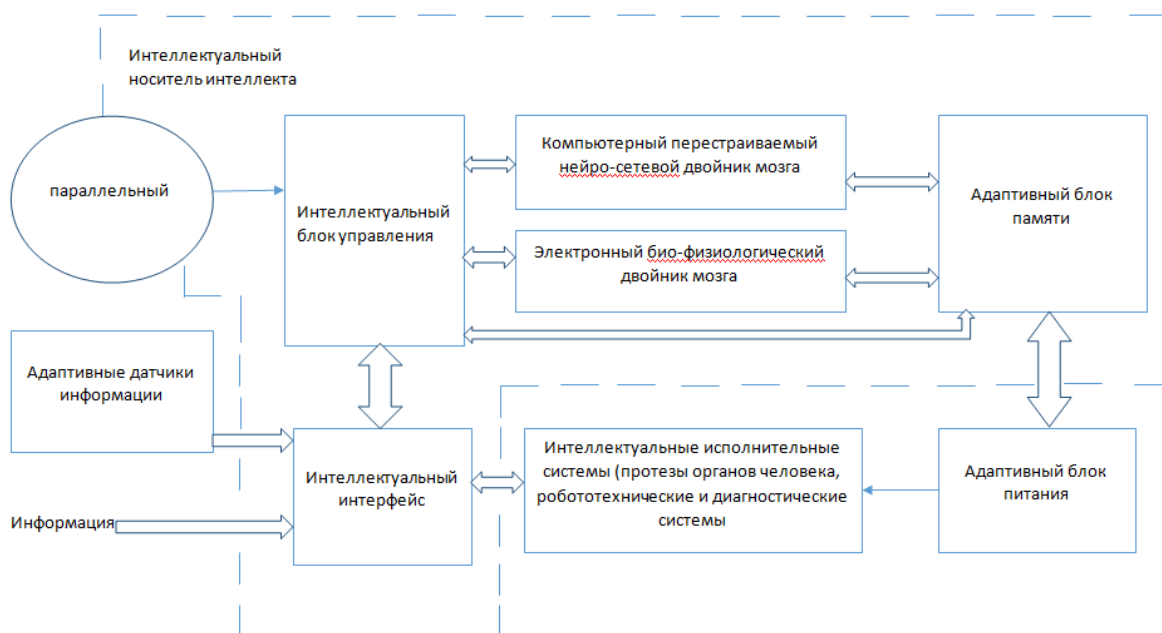 Интеллектуальный
носитель интеллекта
параллельный
Интеллектуальный
блок управления
Компьютерный перестраиваемый
нейро-сетевой двойник мозга
Электронный био-физиологический
двойник мозга
Адаптивный блок
памяти
Адаптивные датчики
информации
Информация
Интеллектуальный
интерфейс
Интеллектуальные исполнительные
системы (протезы органов человека,
робототехнические и диагностические
системы
Адаптивный блок
питания